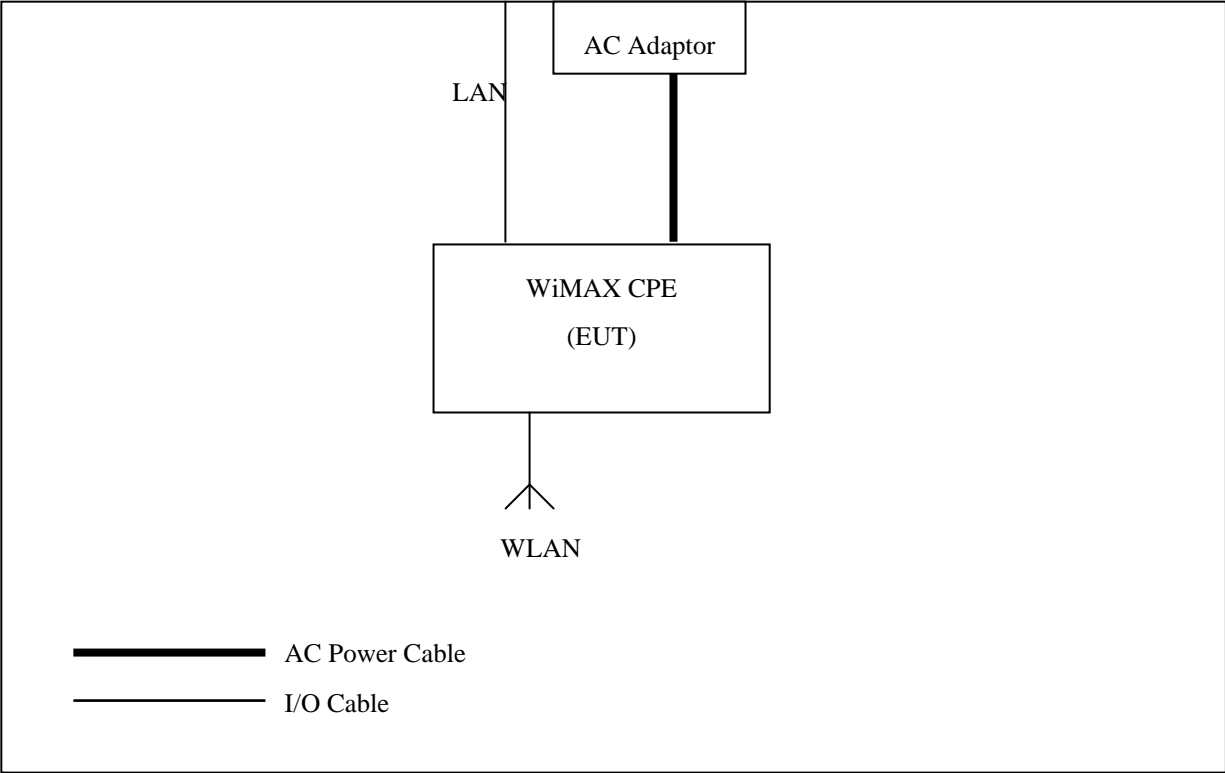 AC Adaptor
LAN
WiMAX CPE
(EUT)
WLAN
AC Power Cable
I/O Cable